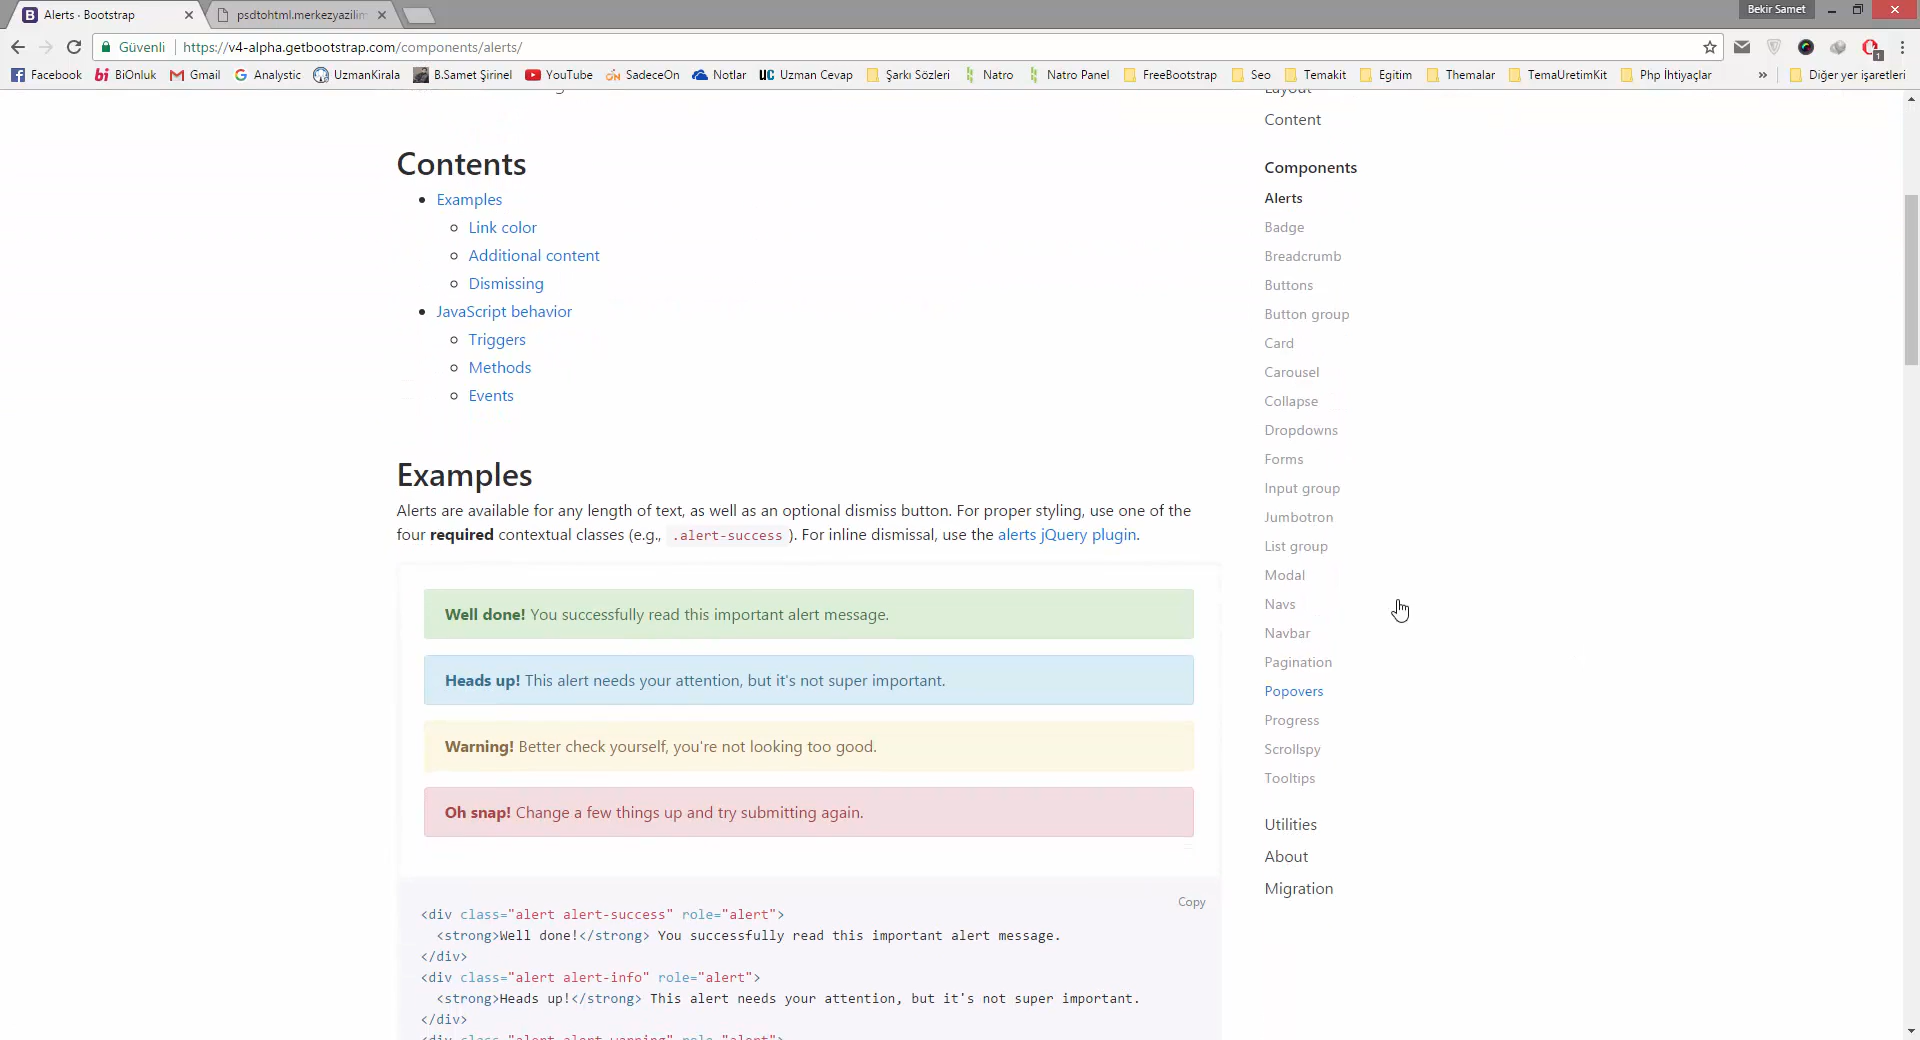 Alerts · Bootstrap
psdtohtml.merkezyazilin
Bekir Samet
Güvenli
https://v4-alpha.getbootstrap.com/components/alerts/
Facebook
BiOnluk
Gmail
Analystic
UzmanKirala
B.Samet Şirinel
YouTube
SadeceOn
Notlar
Uzman Cevap
Şarkı Sözleri
Natro
Natro Panel
FreeBootstrap
Seo
Temakit
Egitim
Themalar
TemaUretimKit
Php İhtiyaçlar
»
Diğer yer işaretleri
1
Contents
Examples
Link color
Additional content
Dismissing
JavaScript behavior
Triggers
Methods
Events
Examples
Alerts are available for any length of text, as well as an optional dismiss button. For proper styling, use one of the
four required contextual classes (e.g., .alert-success ). For inline dismissal, use the alerts jQuery plugin.
Well done! You successfully read this important alert message.
Heads up! This alert needs your attention, but it's not super important.
Warning! Better check yourself, you're not looking too good.
Oh snap! Change a few things up and try submitting again.
Copy
<div class="alert alert-success" role="alert">
<strong>Well done!</strong> You successfully read this important alert message.
</div>
<div class="alert alert-info" role="alert">
<strong>Heads up!</strong> This alert needs your attention, but it's not super important.
</div>
<div class="alert alert-warning" role="alert">
Layout
Content
Components
Alerts
Badge
Breadcrumb
Buttons
Button group
Card
Carousel
Collapse
Dropdowns
Forms
Input group
Jumbotron
List group
Modal
Navs
Navbar
Pagination
Popovers
Progress
Scrollspy
Tooltips
Utilities
About
Migration